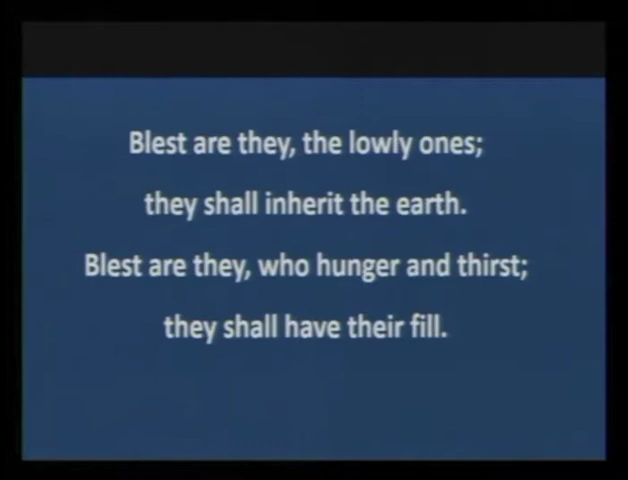 Blest are they, the lowly ones;
they shall inherit the earth.
Blest are they, who hunger and thirst;
they shall have their fill.